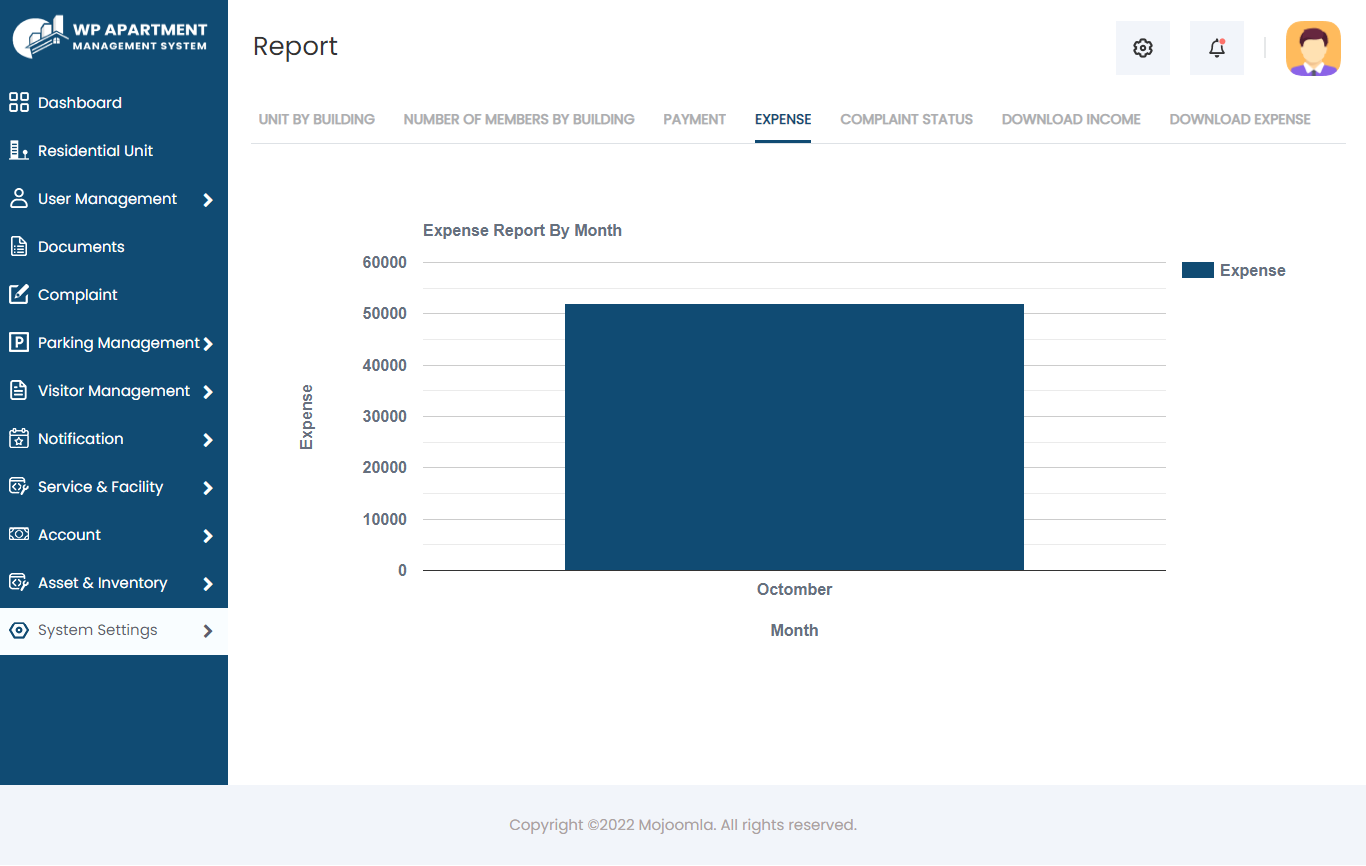 WP APARTMENT
MANAGEMENT SYSTEM
Dashboard
Residential Unit
User Management
Documents
Complaint
P
Parking Management
Visitor Management
Notification
Service & Facility
Account
Asset & Inventory
System Settings
Report
UNIT BY BUILDING NUMBER OF MEMBERS BY BUILDING PAYMENT EXPENSE COMPLAINT STATUS DOWNLOAD INCOME DOWNLOAD EXPENSE
Expense Report By Month
Expense
60000
50000
40000
30000
20000
10000
0
Expense
Octomber
Month
Copyright ©2022 Mojoomla. All rights reserved.